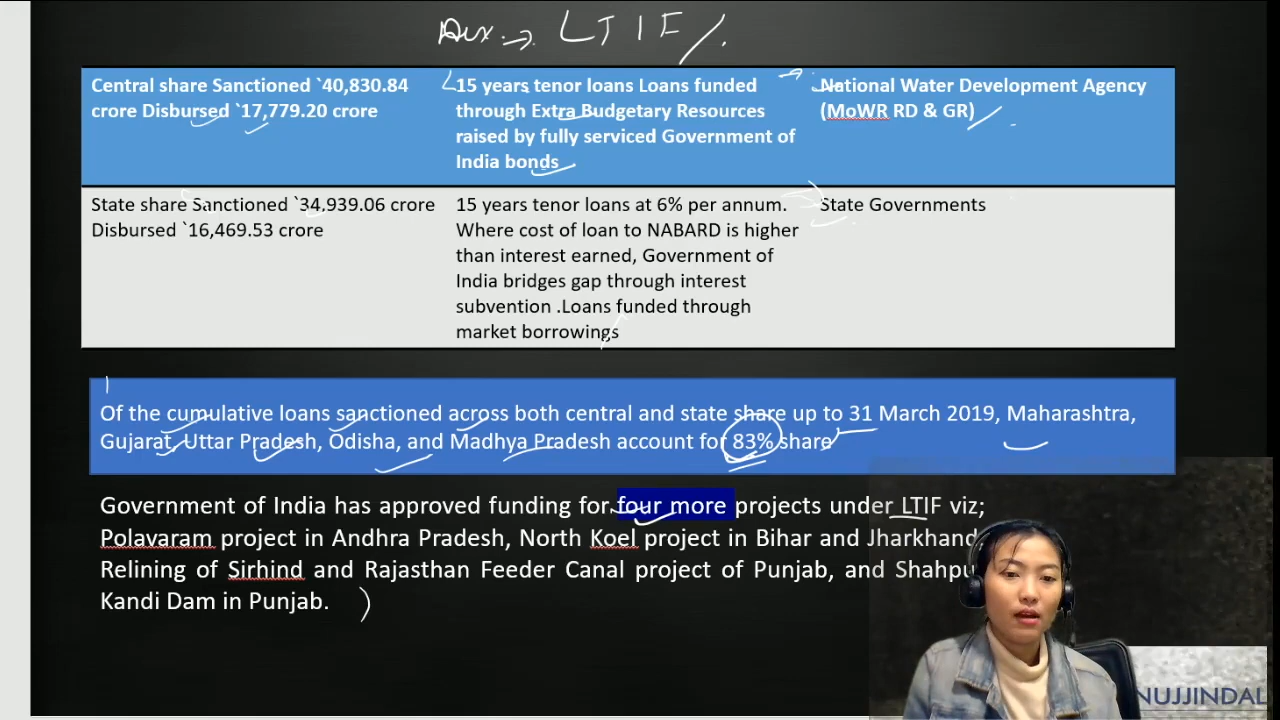 Aux. → LTIF
Central share Sanctioned `40,830.84
crore Disbursed `17,779.20 crore
15 years tenor loans Loans funded
through Extra Budgetary Resources
raised by fully serviced Government of
India bonds
National Water Development Agency
(MoWR RD & GR)
State share Sanctioned `34,939.06 crore
Disbursed `16,469.53 crore
15 years tenor loans at 6% per annum.
Where cost of loan to NABARD is higher
than interest earned, Government of
India bridges gap through interest
subvention .Loans funded through
market borrowings
State Governments
Of the cumulative loans sanctioned across both central and state share up to 31 March 2019, Maharashtra,
Gujarat, Uttar Pradesh, Odisha, and Madhya Pradesh account for 83% share
Government of India has approved funding for four more projects under LTIF viz;
Polavaram project in Andhra Pradesh, North Koel project in Bihar and Jharkhand,
Relining of Sirhind and Rajasthan Feeder Canal project of Punjab, and Shahpu
Kandi Dam in Punjab.
NUJJINDAL